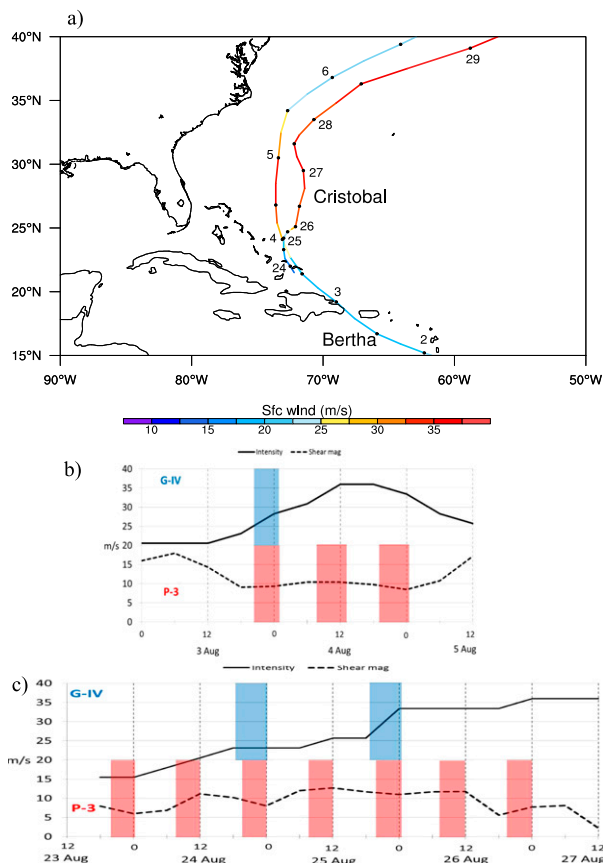 a)
40°N
35°N
30°N
25°N
20°N
15°N
90°W 80°W 70°W 60°W 50°W
6
29
28
5
27
Cristobal
26
4
25
24
3
Bertha
2
Sfc wind (m/s)
10 15 20 25 30 35
b)
Intensity Shear mag
40
35
30
25
m/s 20
15
10
5
0
G-IV
P-3
0 12 0 12 0 12
3 Aug 4 Aug 5 Aug
c)
Intensity Shear mag
40
35
30
25
m/s 20
15
10
5
0
G-IV
P-3
12 0 12 0 12 0 12 0 12
23 Aug 24 Aug 25 Aug 26 Aug 27 Aug